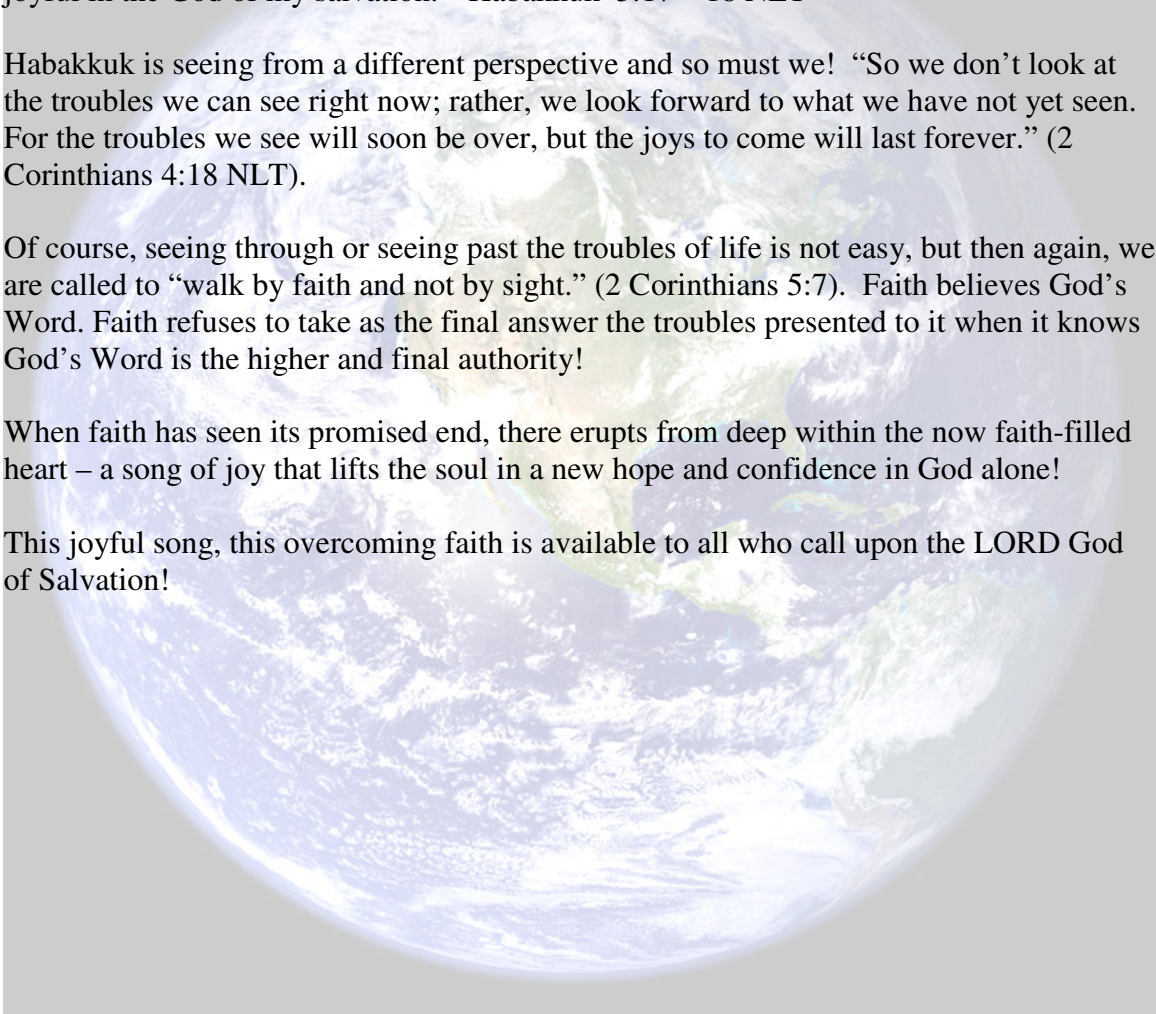 joyful in the God of my salvation.
Habakkuk is seeing from a different perspective and so must we!  “So we don’t look at
the troubles we can see right now; rather, we look forward to what we have not yet seen.
For the troubles we see will soon be over, but the joys to come will last forever.” (2
Corinthians 4:18 NLT).
Of course, seeing through or seeing past the troubles of life is not easy, but then again, we
are called to “walk by faith and not by sight.” (2 Corinthians 5:7).  Faith believes God’s
Word. Faith refuses to take as the final answer the troubles presented to it when it knows
God’s Word is the higher and final authority!
When faith has seen its promised end, there erupts from deep within the now faith-filled
heart – a song of joy that lifts the soul in a new hope and confidence in God alone!
This joyful song, this overcoming faith is available to all who call upon the LORD God
of Salvation!